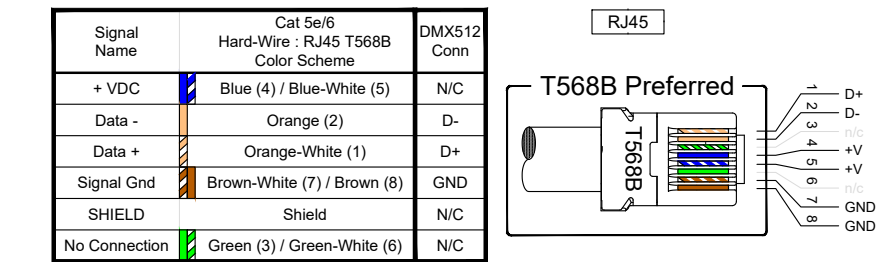 Signal Name
Cat 5e/6
Hard-Wire : RJ45 T568B
Color Scheme
DMX512 Conn
+ VDC
Blue (4) / Blue-White (5)
N/C
Data -
Orange (2)
D-
Data +
Orange-White (1)
D+
Signal Gnd
Brown-White (7) / Brown (8)
GND
SHIELD
Shield
N/C
No Connection
Green (3) / Green-White (6)
N/C
RJ45
T568B Preferred
T568B
1 D+
2 D-
3 n/c
4 +V
5 +V
6 n/c
7 GND
8 GND